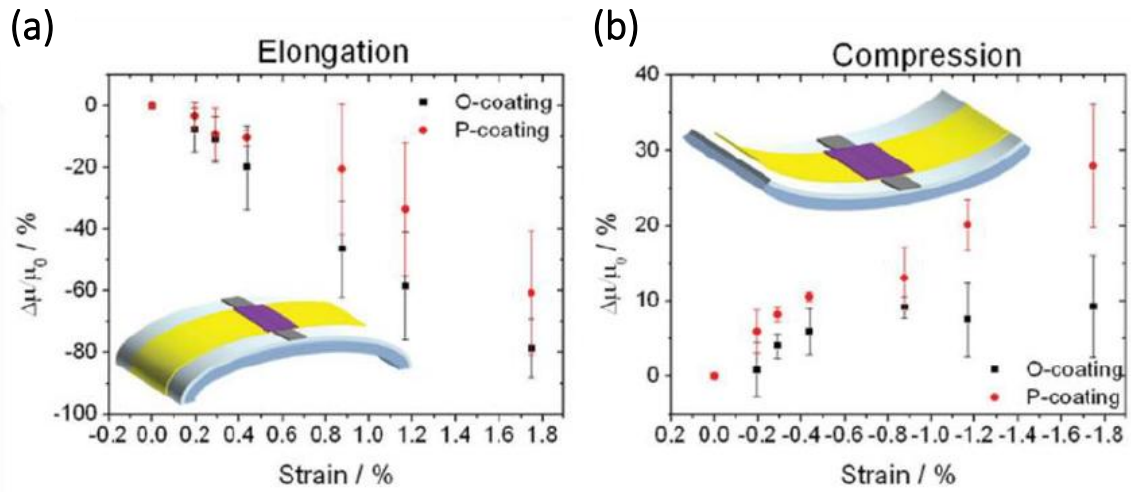 (a)
Elongation
0
-20
-40
-60
-80
-100
Δμ/μ0 / %
O-coating
P-coating
-0.2 0.0 0.2 0.4 0.6 0.8 1.0 1.2 1.4 1.6 1.8
Strain / %
(b)
Compression
40
30
20
10
0
Δμ/μ0 / %
O-coating
P-coating
0.2 0.0 -0.2 -0.4 -0.6 -0.8 -1.0 -1.2 -1.4 -1.6 -1.8
Strain / %